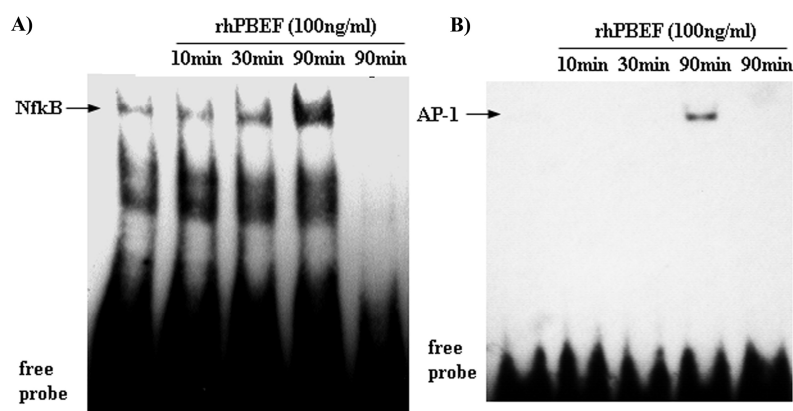 A)
rhPBEF (100ng/ml)
10min 30min 90min 90min
NfkB
free
probe
B)
rhPBEF (100ng/ml)
10min 30min 90min 90min
AP-1
free
probe